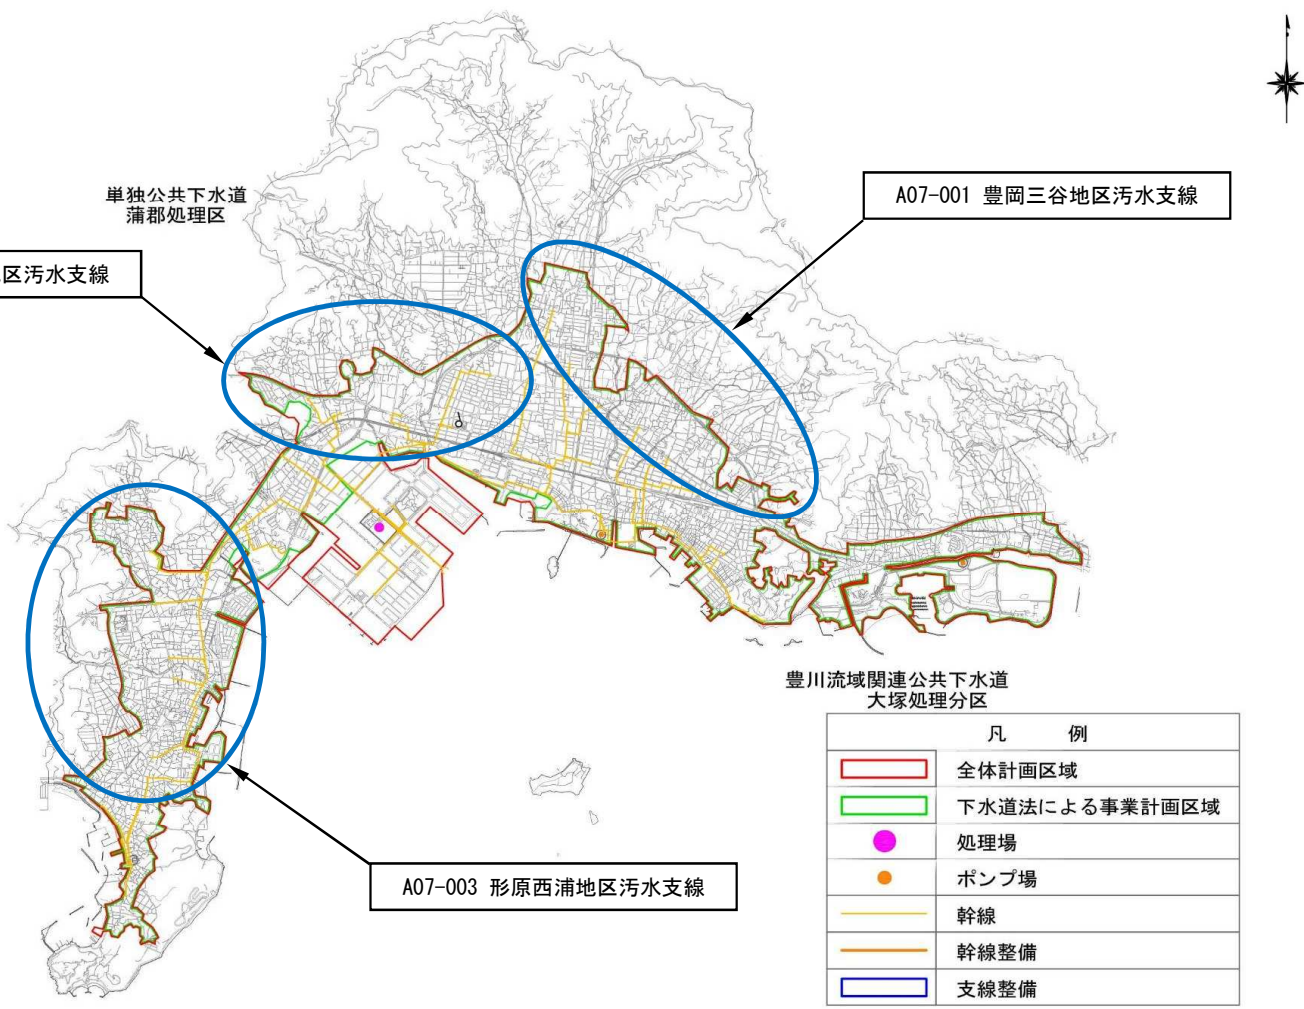 単独公共下水道
蒲郡処理区
A07-001 豊岡三谷地区汚水支線
区汚水支線
豊川流域関連公共下水道
大塚処理分区
A07-003 形原西浦地区汚水支線
凡 例
全体計画区域
下水道法による事業計画区域
処理場
ポンプ場
幹線
幹線整備
支線整備